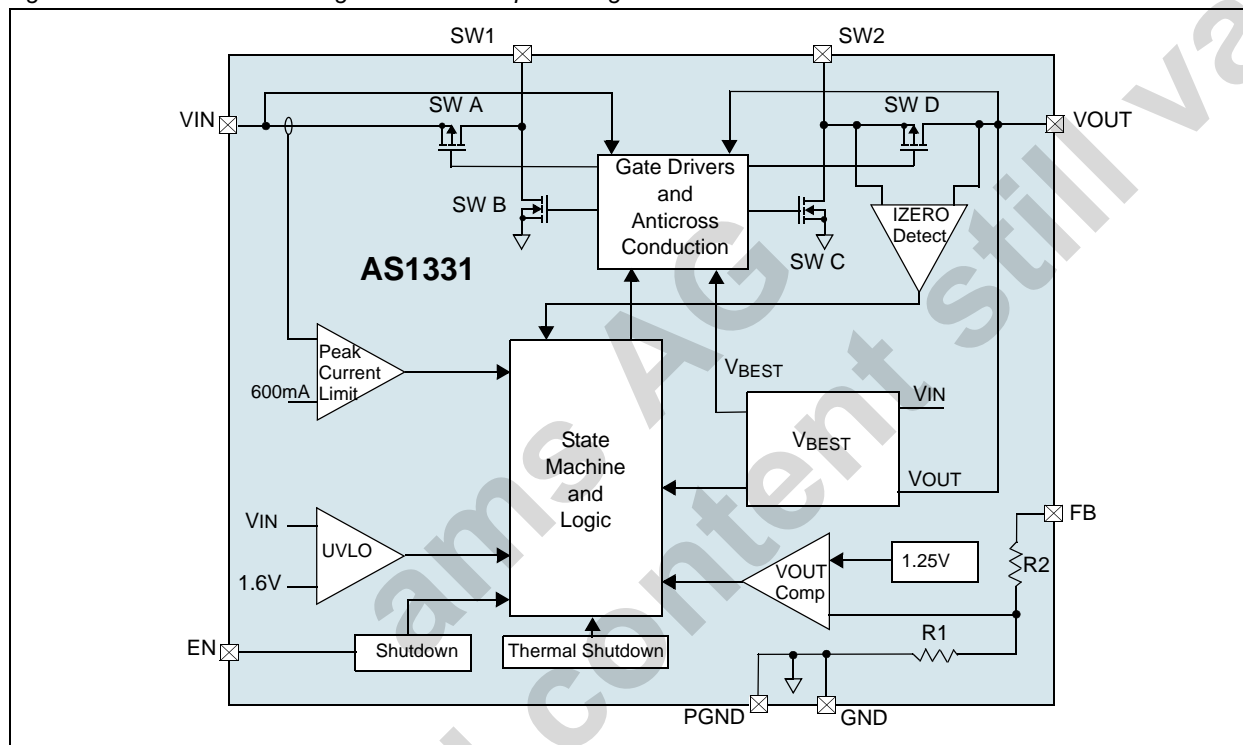 SW1
SW2
SW A
SW D
VIN
VOUT
Gate Drivers
and
Anticross
Conduction
SW B
SW C
IZERO
Detect
AS1331
Peak
Current
Limit
600mA
VBEST
VIN
VBEST
VOUT
State
Machine
and
Logic
VIN
UVLO
1.6V
FB
1.25V
VOUT
Comp
R2
R1
EN
Shutdown
Thermal Shutdown
PGND
GND
ams AG
content still va